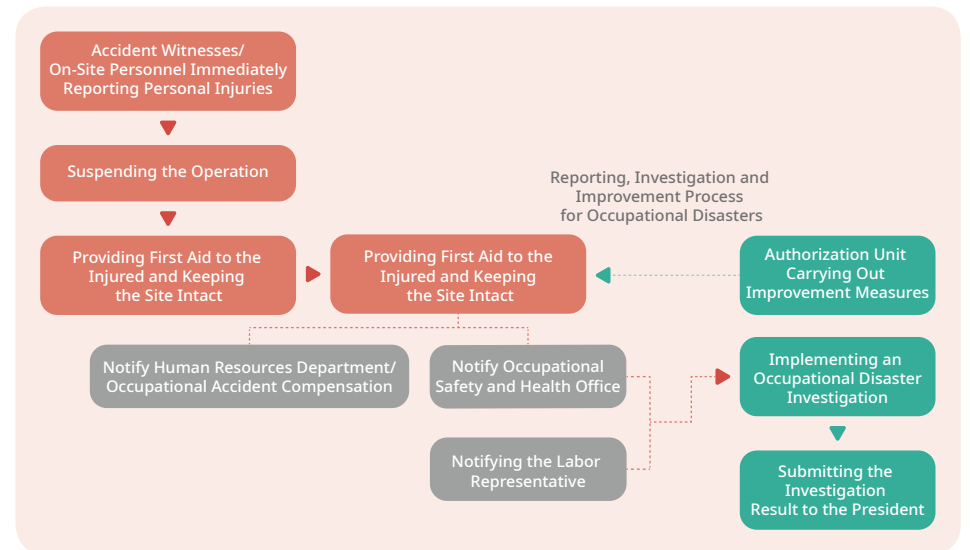 Accident Witnesses/
On-Site Personnel Immediately
Reporting Personal Injuries
Suspending the Operation
Reporting, Investigation and
Improvement Process
for Occupational Disasters
Providing First Aid to the
Injured and Keeping
the Site Intact
Providing First Aid to the
Injured and Keeping
the Site Intact
Authorization Unit
Carrying Out
Improvement Measures
Notify Human Resources Department/
Occupational Accident Compensation
Notify Occupational
Safety and Health Office
Implementing an
Occupational Disaster
Investigation
Notifying the Labor
Representative
Submitting the
Investigation
Result to the President